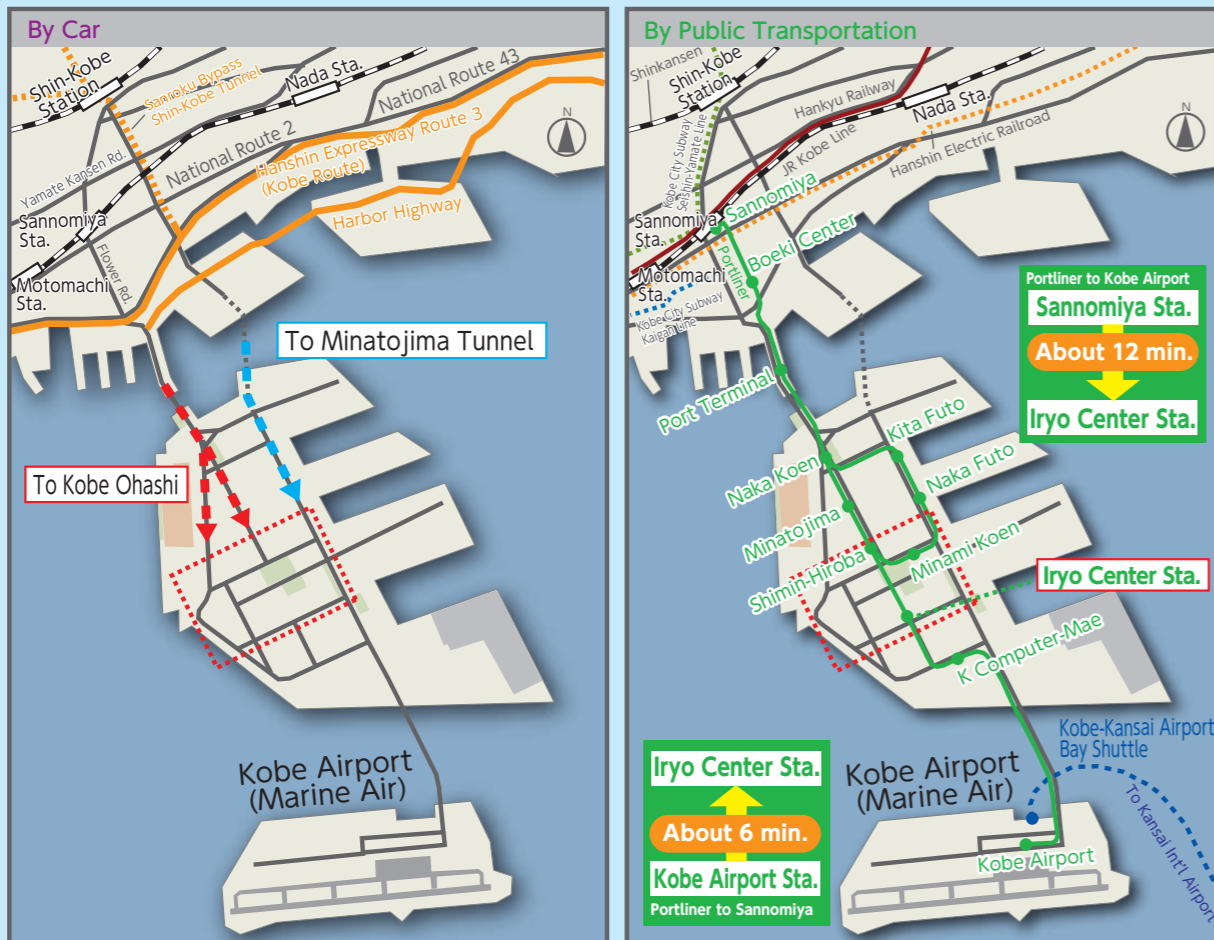 By Car
Shin-Kobe
Station
Sanroku Bypass
Shin-Kobe Tunnel
Nada Sta.
National Route 43
N
National Route 2
Hanshin Expressway Route 3
(Kobe Route)
Yamate Kansen Rd.
Harbor Highway
Sannomiya
Sta.
Flower Rd.
Motomachi
Sta.
To Minatojima Tunnel
To Kobe Ohashi
Kobe Airport
(Marine Air)
By Public Transportation
Shinkansen
Shin-Kobe
Station
Hankyu Railway
Nada Sta.
N
Kobe City Subway
Seishin-Yamate Line
JR Kobe Line
Hanshin Electric Railroad
Sannomiya
Sannomiya
Sta.
Boeki Center
Portliner
Motomachi
Sta.
Kobe City Subway
Kaigan Line
Portliner to Kobe Airport
Sannomiya Sta.
About 12 min.
Iryo Center Sta.
Port Terminal
Kita Futo
Naka Koen
Naka Futo
Minatojima
Shimin-Hiroba
Minami Koen
Iryo Center Sta.
K Computer-Mae
Kobe-Kansai Airport
Bay Shuttle
Iryo Center Sta.
About 6 min.
Kobe Airport Sta.
Portliner to Sannomiya
Kobe Airport
(Marine Air)
To Kansai Int'l Airport
Kobe Airport